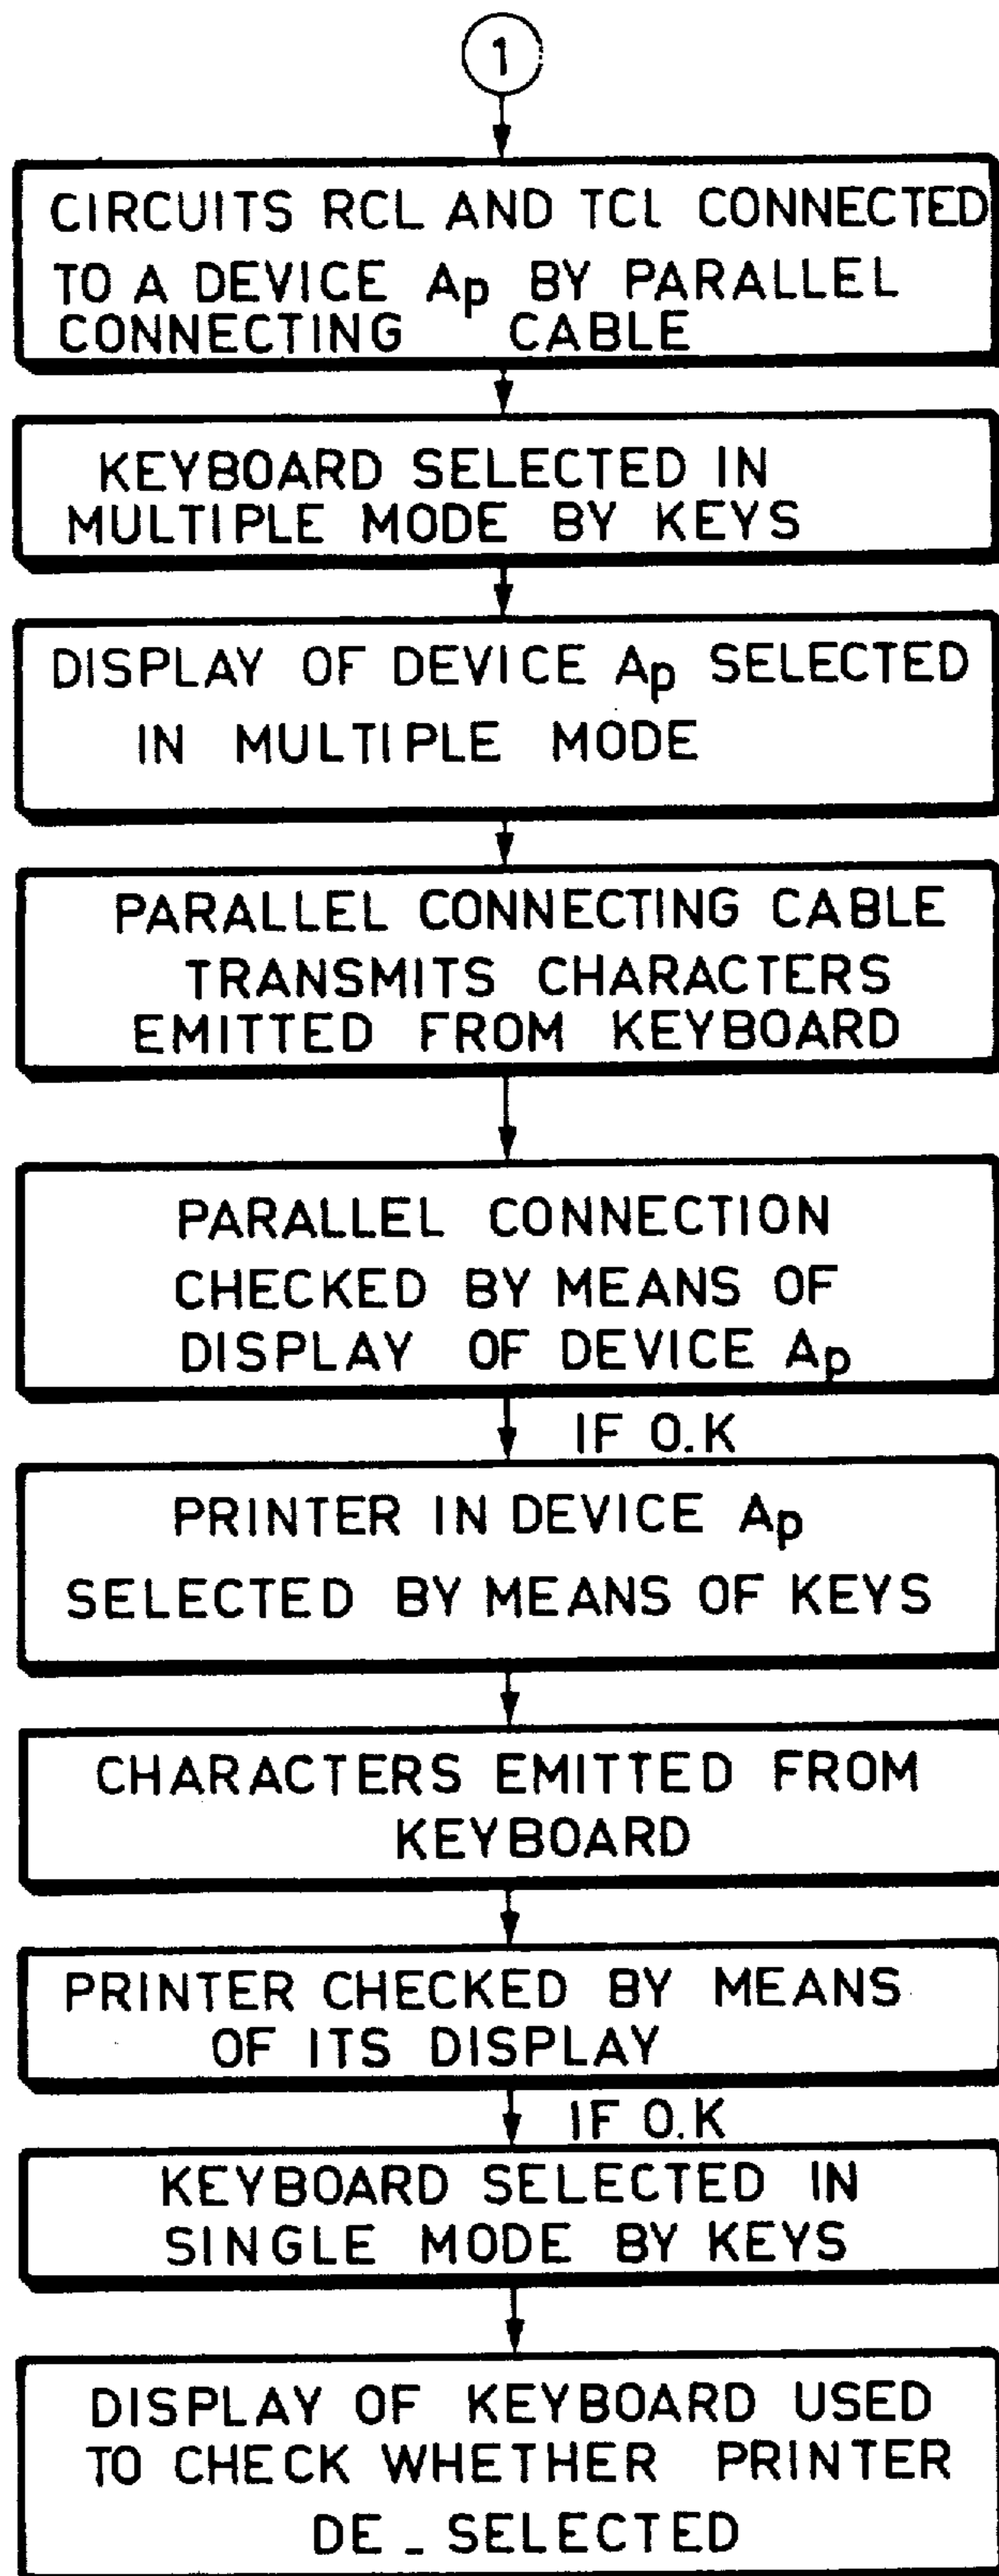 1
CIRCUITS RCL AND TCL CONNECTED
TO A DEVICE Ap BY PARALLEL
CONNECTING CABLE
KEYBOARD SELECTED IN
MULTIPLE MODE BY KEYS
DISPLAY OF DEVICE Ap SELECTED
IN MULTIPLE MODE
PARALLEL CONNECTING CABLE
TRANSMITS CHARACTERS
EMITTED FROM KEYBOARD
PARALLEL CONNECTION
CHECKED BY MEANS OF
DISPLAY OF DEVICE Ap
IF O.K
PRINTER IN DEVICE Ap
SELECTED BY MEANS OF KEYS
CHARACTERS EMITTED FROM
KEYBOARD
PRINTER CHECKED BY MEANS
OF ITS DISPLAY
IF O.K
KEYBOARD SELECTED IN
SINGLE MODE BY KEYS
DISPLAY OF KEYBOARD USED
TO CHECK WHETHER PRINTER
DE_SELECTED